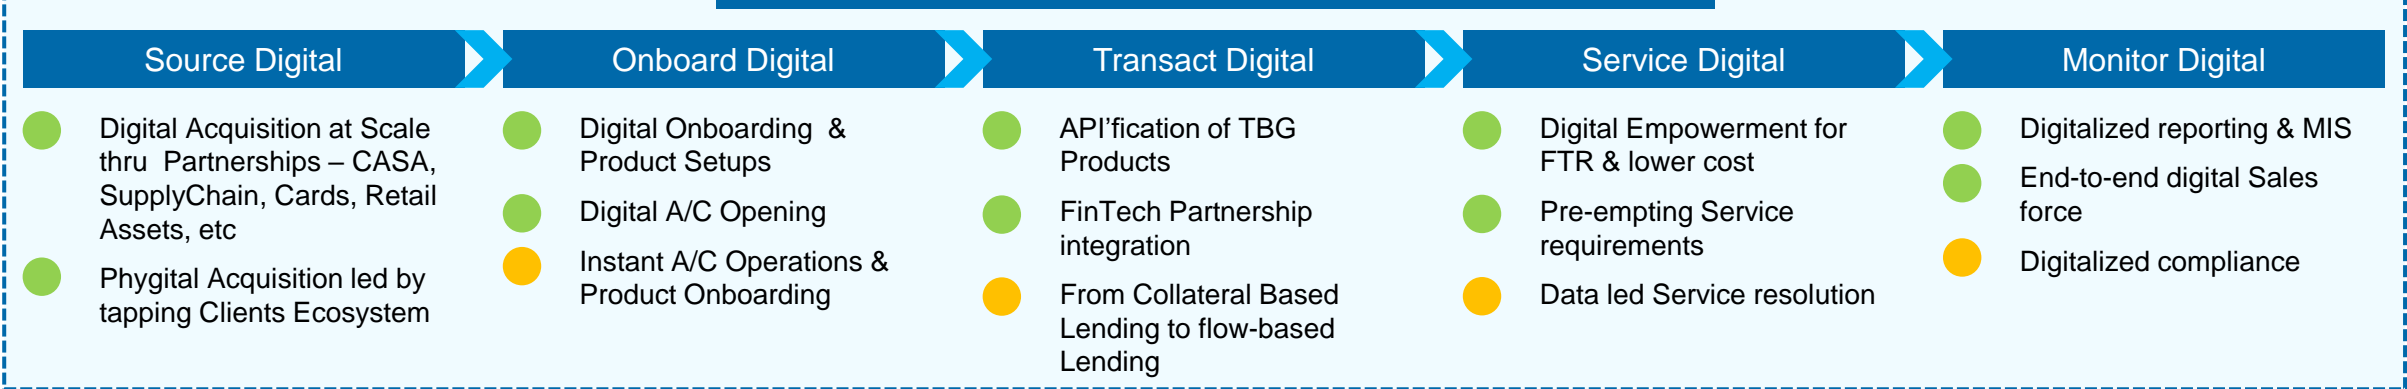 Source Digital
Digital Acquisition at Scale
thru  Partnerships – CASA,
SupplyChain, Cards, Retail
Assets, etc
Phygital Acquisition led by
tapping Clients Ecosystem
Onboard Digital
Digital Onboarding  &
Product Setups
Digital A/C Opening
Instant A/C Operations &
Product Onboarding
Transact Digital
API’fication of TBG
Products
FinTech Partnership
integration
From Collateral Based
Lending to flow-based
Lending
Service Digital
Digital Empowerment for
FTR & lower cost
Pre-empting Service
requirements
Data led Service resolution
Monitor Digital
Digitalized reporting & MIS
End-to-end digital Sales
force
Digitalized compliance